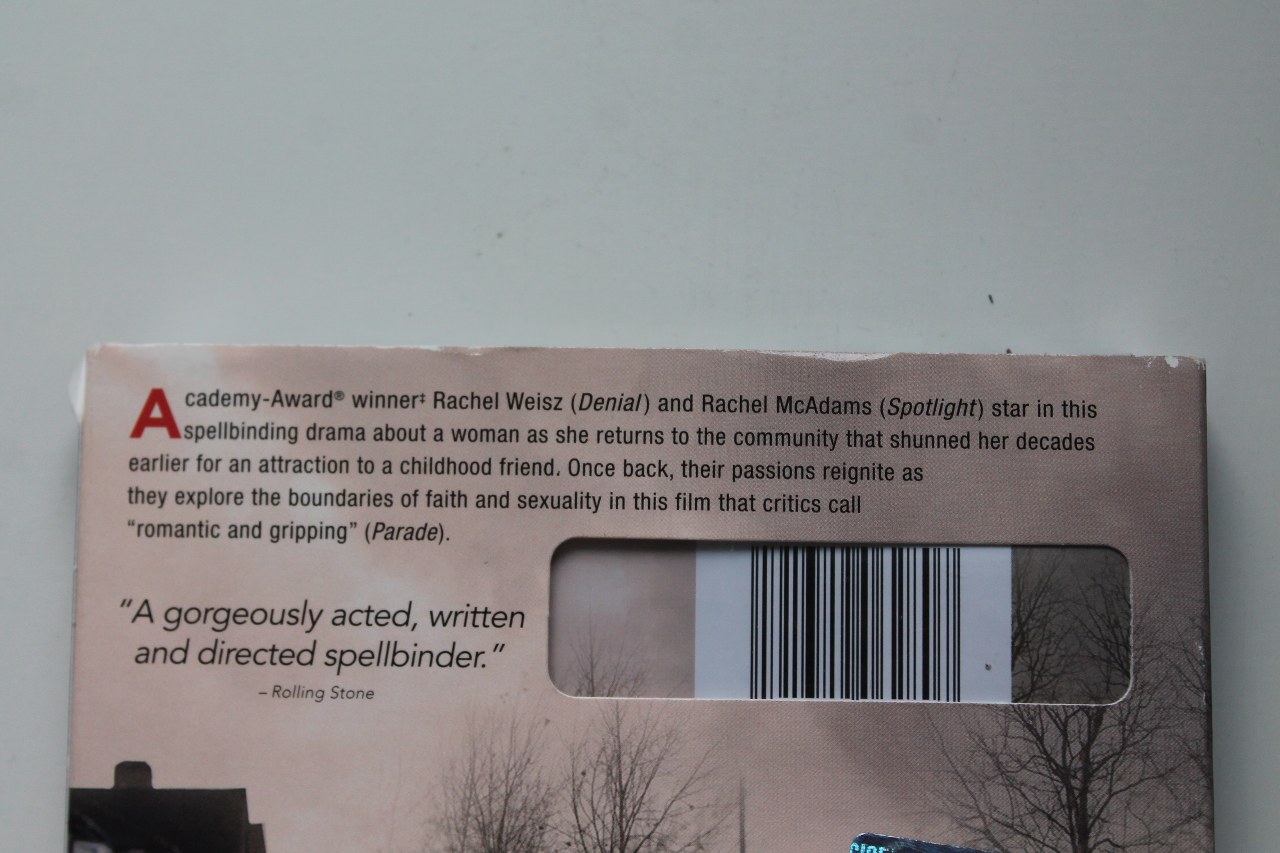 Academy-Award® winner‡ Rachel Weisz (Denial) and Rachel McAdams (Spotlight) star in this
spellbinding drama about a woman as she returns to the community that shunned her decades
earlier for an attraction to a childhood friend. Once back, their passions reignite as
they explore the boundaries of faith and sexuality in this film that critics call
“romantic and gripping” (Parade).
“A gorgeously acted, written
and directed spellbinder.”
– Rolling Stone